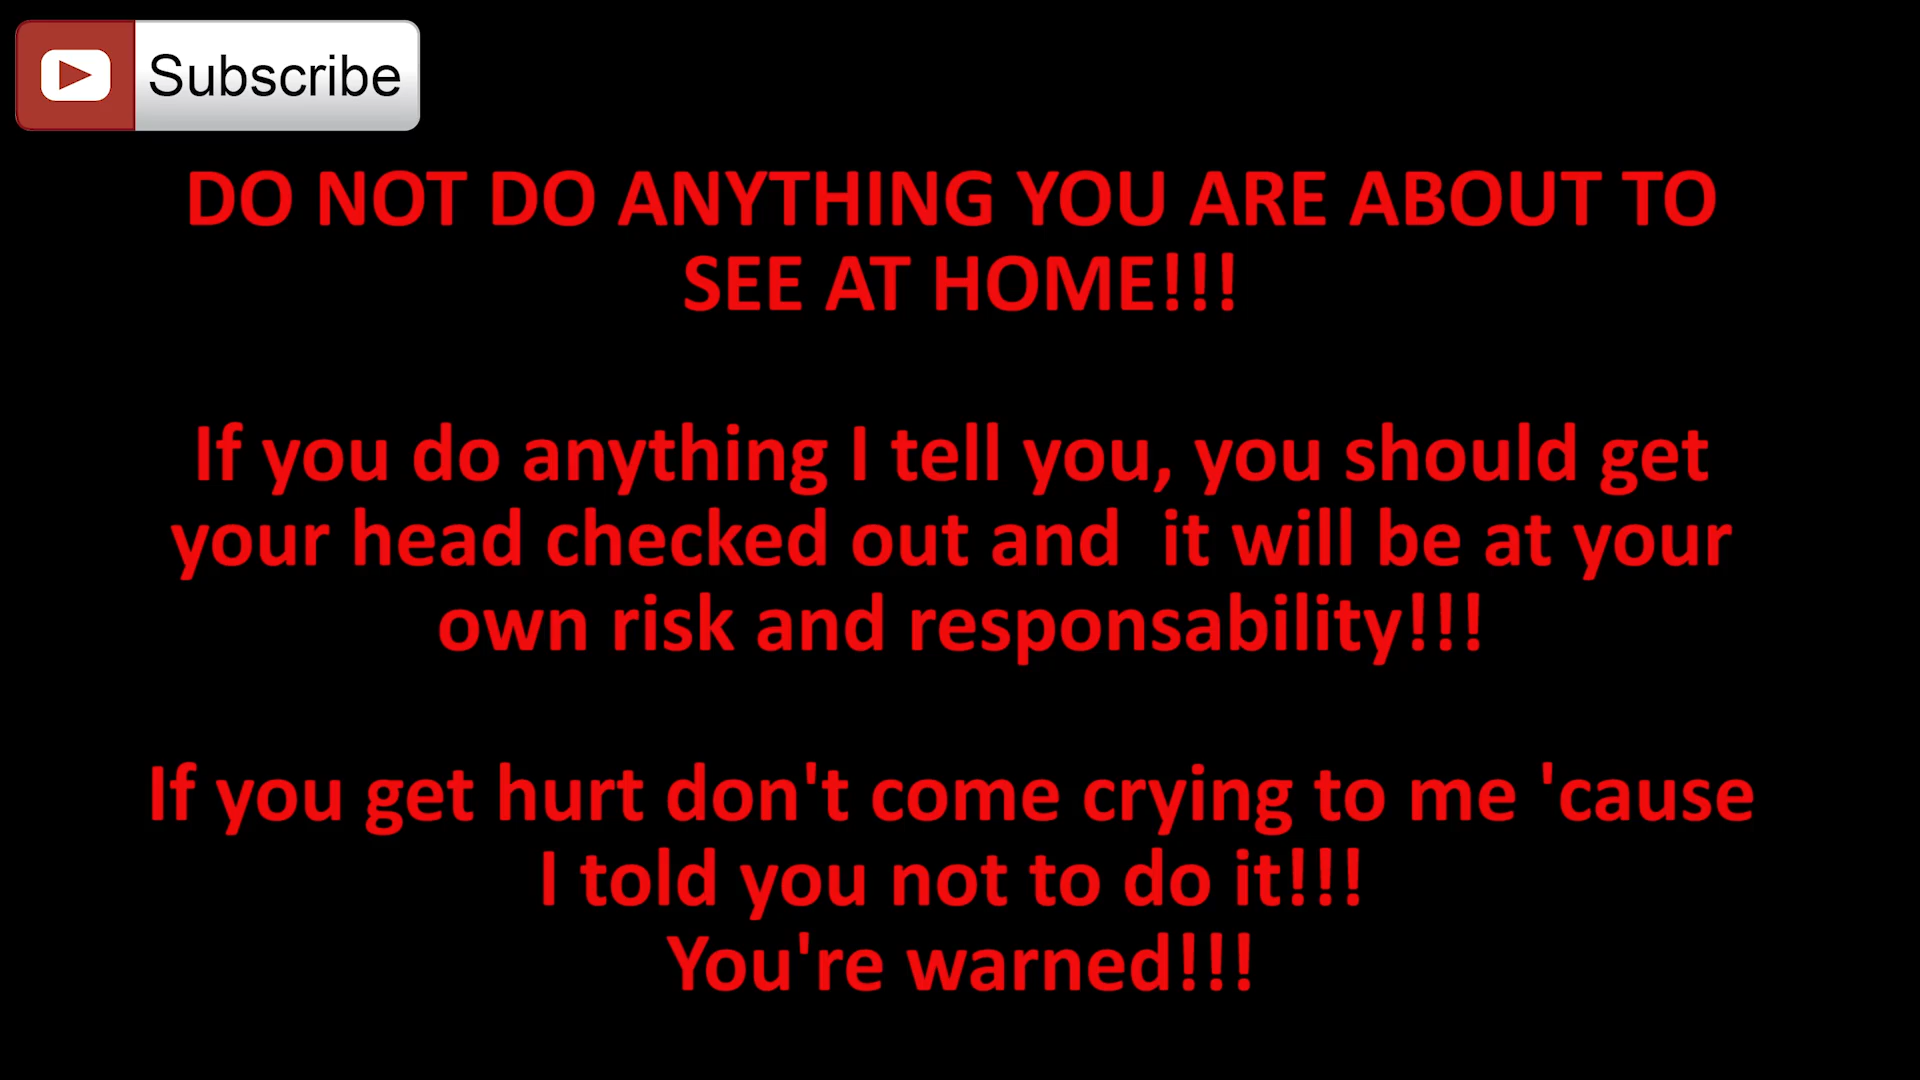 Subscribe
DO NOT DO ANYTHING YOU ARE ABOUT TO
SEE AT HOME!!!
If you do anything I tell you, you should get
your head checked out and  it will be at your
own risk and responsability!!!
If you get hurt don't come crying to me 'cause
I told you not to do it!!!
You're warned!!!